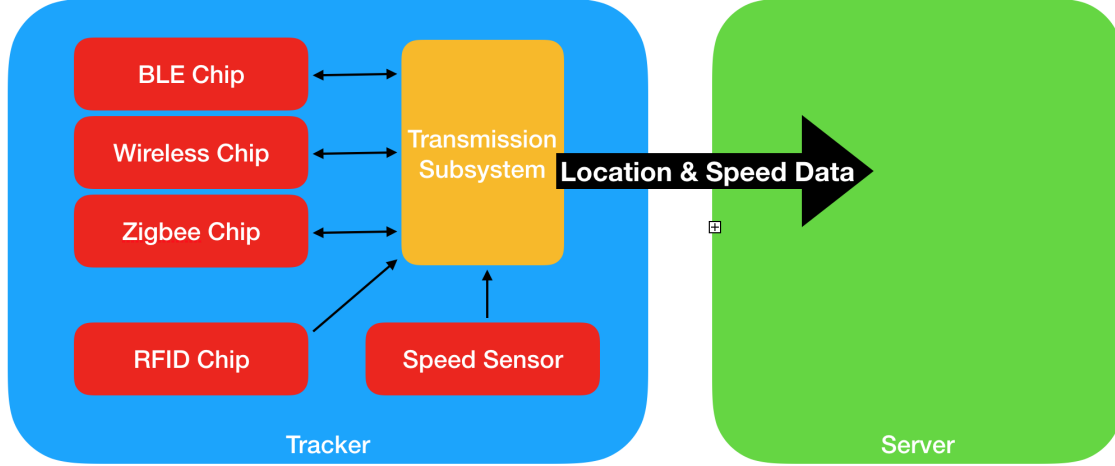 BLE Chip
Wireless Chip
Zigbee Chip
RFID Chip
Transmission
Subsystem
Speed Sensor
Tracker
Location & Speed Data
Server